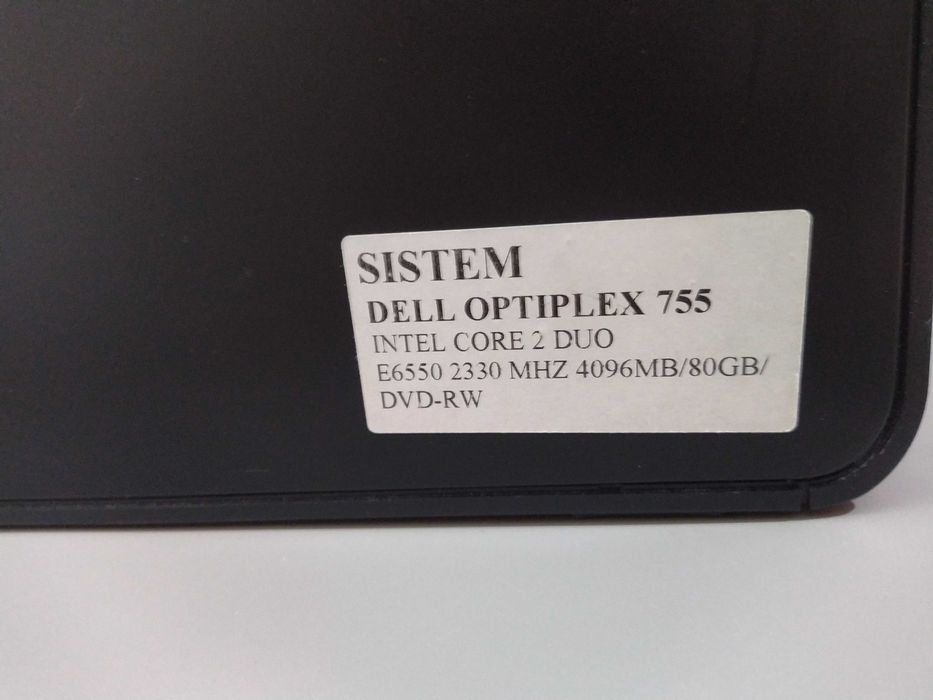 SISTEM
DELL OPTIPLEX 755
INTEL CORE 2 DUO
E6550 2330 MHZ 4096MB/80GB/
DVD-RW